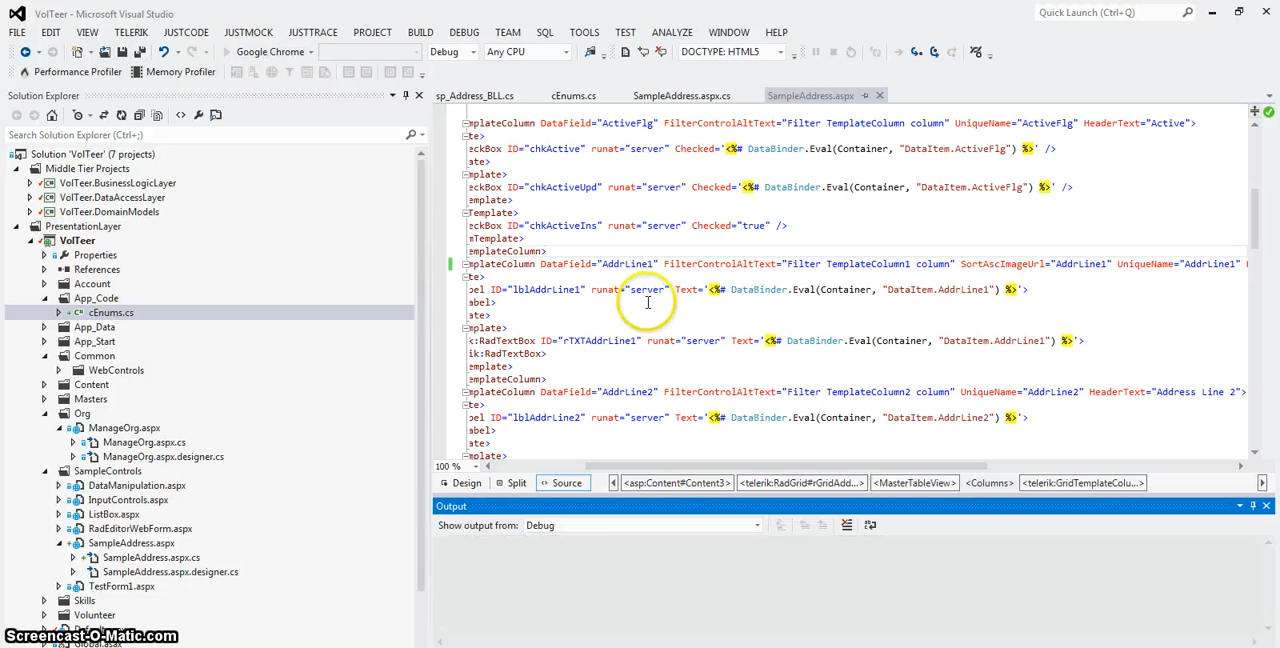 VolTeer - Microsoft Visual Studio
Quick Launch (Ctrl+Q)
FILE EDIT VIEW TELERIK JUSTCODE JUSTMOCK JUSTTRACE PROJECT BUILD DEBUG TEAM SQL TOOLS TEST ANALYZE WINDOW HELP
Google Chrome Debug Any CPU DOCTYPE: HTML5
Performance Profiler Memory Profiler
Solution Explorer
Search Solution Explorer (Ctrl+;)
Solution 'VolTeer' (7 projects)
Middle Tier Projects
VolTeer.BusinessLogicLayer
VolTeer.DataAccessLayer
VolTeer.DomainModels
PresentationLayer
VolTeer
Properties
References
Account
App_Code
cEnums.cs
App_Data
App_Start
Common
WebControls
Content
Masters
Org
ManageOrg.aspx
ManageOrg.aspx.cs
ManageOrg.aspx.designer.cs
SampleControls
DataManipulation.aspx
InputControls.aspx
ListBox.aspx
RadEditorWebForm.aspx
SampleAddress.aspx
SampleAddress.aspx.cs
SampleAddress.aspx.designer.cs
TestForm1.aspx
Skills
Volunteer
Screencast-O-Matic.com
sp_Address_BLL.cs cEnums.cs SampleAddress.aspx.cs SampleAddress.aspx
mplateColumn DataField="ActiveFlg" FilterControlAltText="Filter TemplateColumn column" UniqueName="ActiveFlg" HeaderText="Active">
te>
eckBox ID="chkActive" runat="server" Checked='<%# DataBinder.Eval(Container, "DataItem.ActiveFlg") %>' />
ate>
mplate>
eckBox ID="chkActiveUpd" runat="server" Checked='<%# DataBinder.Eval(Container, "DataItem.ActiveFlg") %>' />
emplate>
Template>
eckBox ID="chkActiveIns" runat="server" Checked="true" />
mTemplate>
emplateColumn>
mplateColumn DataField="AddrLine1" FilterControlAltText="Filter TemplateColumn1 column" SortAscImageUrl="AddrLine1" UniqueName="AddrLine1" H
te>
bel ID="lblAddrLine1" runat="server" Text='<%# DataBinder.Eval(Container, "DataItem.AddrLine1") %>'>
abel>
ate>
mplate>
k:RadTextBox ID="rTXTAddrLine1" runat="server" Text='<%# DataBinder.Eval(Container, "DataItem.AddrLine1") %>'>
ik:RadTextBox>
emplate>
emplateColumn>
mplateColumn DataField="AddrLine2" FilterControlAltText="Filter TemplateColumn2 column" UniqueName="AddrLine2" HeaderText="Address Line 2">
te>
bel ID="lblAddrLine2" runat="server" Text='<%# DataBinder.Eval(Container, "DataItem.AddrLine2") %>'>
abel>
ate>
mplate>
100 %
Design Split Source <asp:Content#Content3> <telerik:RadGrid#rGridAdd...> <MasterTableView> <Columns> <telerik:GridTemplateColu...>
Output
Show output from: Debug